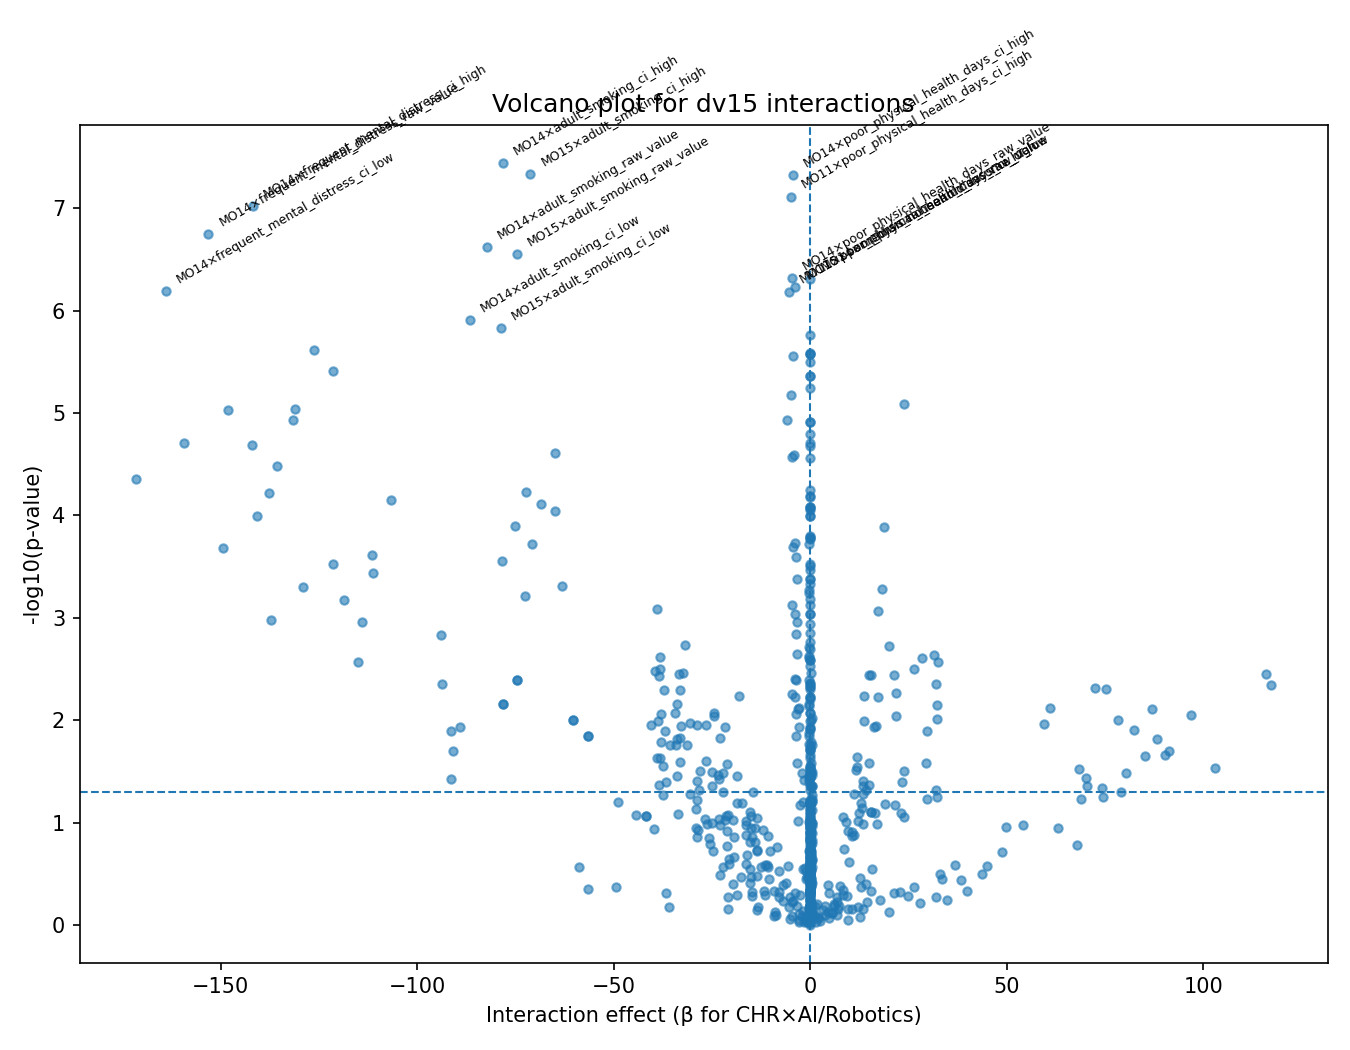 Volcano plot for dv15 interactions
MO14×frequent_mental_distress_ci_high
MO14×frequent_mental_distress_raw_value
MO14×frequent_mental_distress_ci_low
MO14×adult_smoking_ci_high
MO15×adult_smoking_ci_high
MO14×adult_smoking_raw_value
MO15×adult_smoking_raw_value
MO14×adult_smoking_ci_low
MO15×adult_smoking_ci_low
MO14×poor_physical_health_days_ci_high
MO11×poor_physical_health_days_ci_high
MO14×poor_physical_health_days_raw_value
-log10(p-value)
7
6
5
4
3
2
1
0
−150
−100
−50
0
50
100
Interaction effect (β for CHR×AI/Robotics)